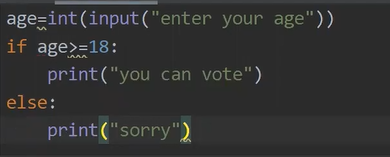 age=int(input("enter your age"))
if age>=18:
    print("you can vote")
else:
    print("sorry")